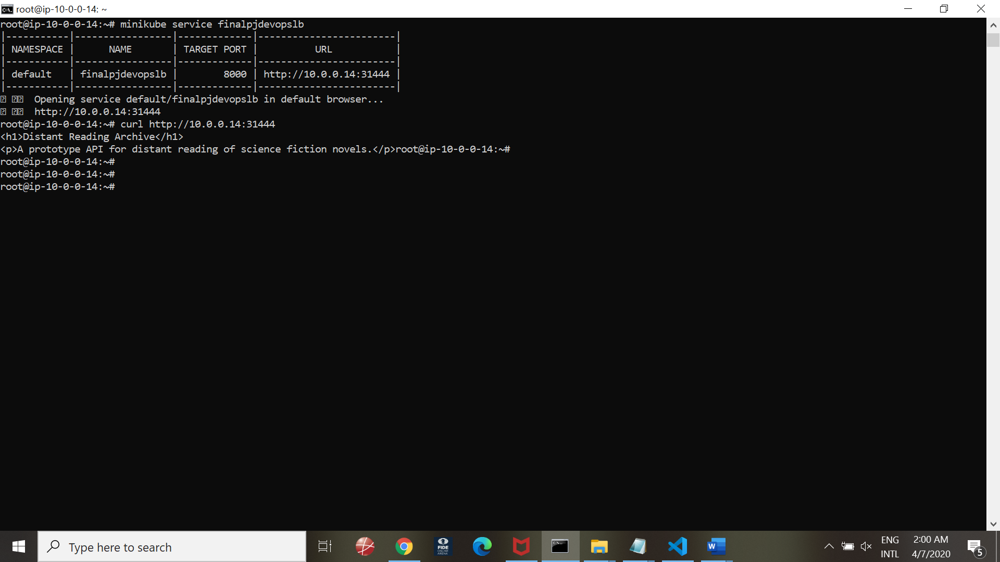 root@ip-10-0-0-14: ~
root@ip-10-0-0-14:~# minikube service finalpjdevopslb
|-----------|-----------------|-------------|------------------------|
| NAMESPACE |      NAME       | TARGET PORT |          URL           |
|-----------|-----------------|-------------|------------------------|
| default   | finalpjdevopslb |        8000 | http://10.0.0.14:31444 |
|-----------|-----------------|-------------|------------------------|
Opening service default/finalpjdevopslb in default browser...
http://10.0.0.14:31444
root@ip-10-0-0-14:~# curl http://10.0.0.14:31444
<h1>Distant Reading Archive</h1>
<p>A prototype API for distant reading of science fiction novels.</p>root@ip-10-0-0-14:~#
root@ip-10-0-0-14:~#
root@ip-10-0-0-14:~#
root@ip-10-0-0-14:~#
Type here to search
FIDE
ONLINE
ARENA
C:\_
W
ENG
INTL
2:00 AM
4/7/2020
5